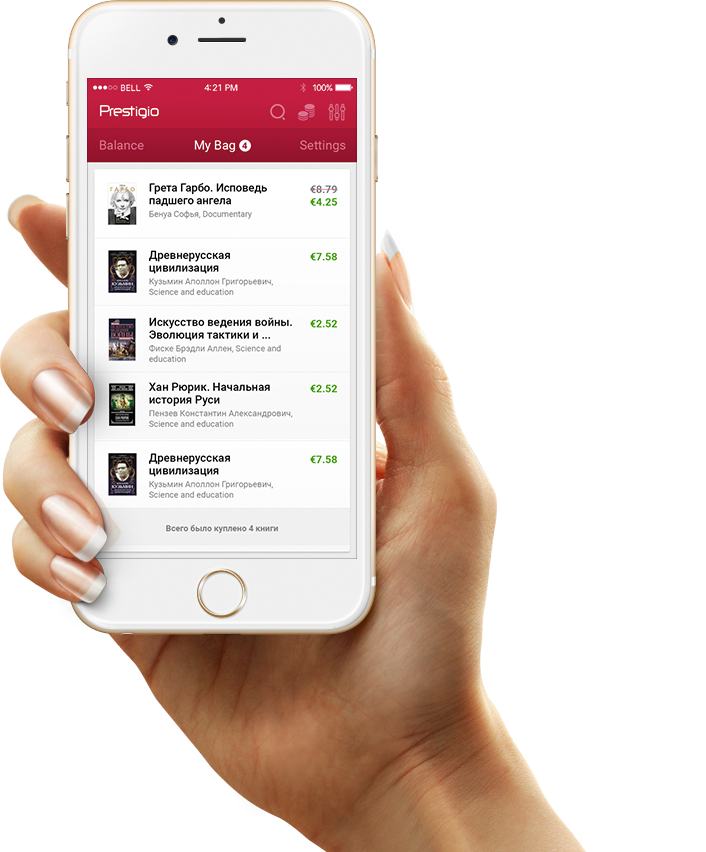 BELL 4:21 PM 100%
Prestigio
Balance My Bag 4 Settings
Грета Гарбо. Исповедь €8.79
падшего ангела €4.25
Бенуа Софья, Documentary
Древнерусская €7.58
цивилизация
Кузьмин Аполлон Григорьевич,
Science and education
Искусство ведения войны. €2.52
Эволюция тактики и ...
Фиске Брэдли Аллен, Science and
education
Хан Рюрик. Начальная €2.52
история Руси
Пензев Константин Александрович,
Science and education
Древнерусская €7.58
цивилизация
Кузьмин Аполлон Григорьевич,
Science and education
Всего было куплено 4 книги